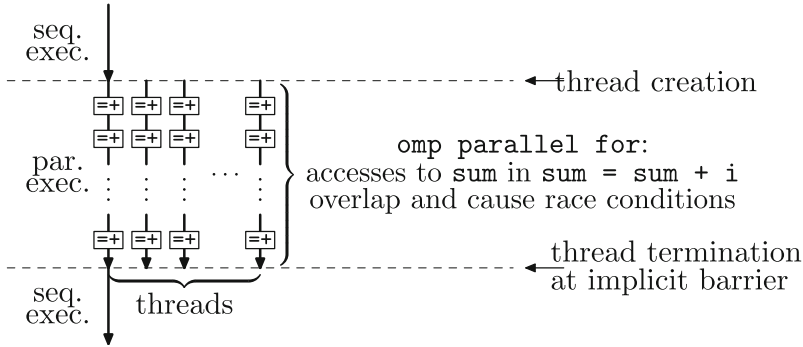 seq.
exec.
thread creation
=+ =+ =+ =+
=+ =+ =+ =+
omp parallel for:
par.
exec.
accesses to sum in sum = sum + i
overlap and cause race conditions
=+ =+ =+ =+
thread termination
at implicit barrier
seq.
exec.
threads